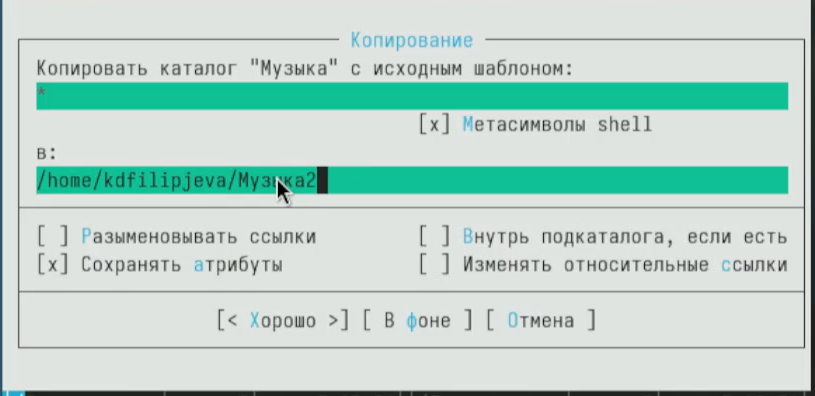 Копирование
Копировать каталог "Музыка" с исходным шаблоном:
*
[x] Метасимволы shell
в:
/home/kdfilipjeva/Музыка2
[ ] Разыменовывать ссылки [ ] Внутрь подкаталога, если есть
[x] Сохранять атрибуты [ ] Изменять относительные ссылки
[< Хорошо >] [ В фоне ] [ Отмена ]